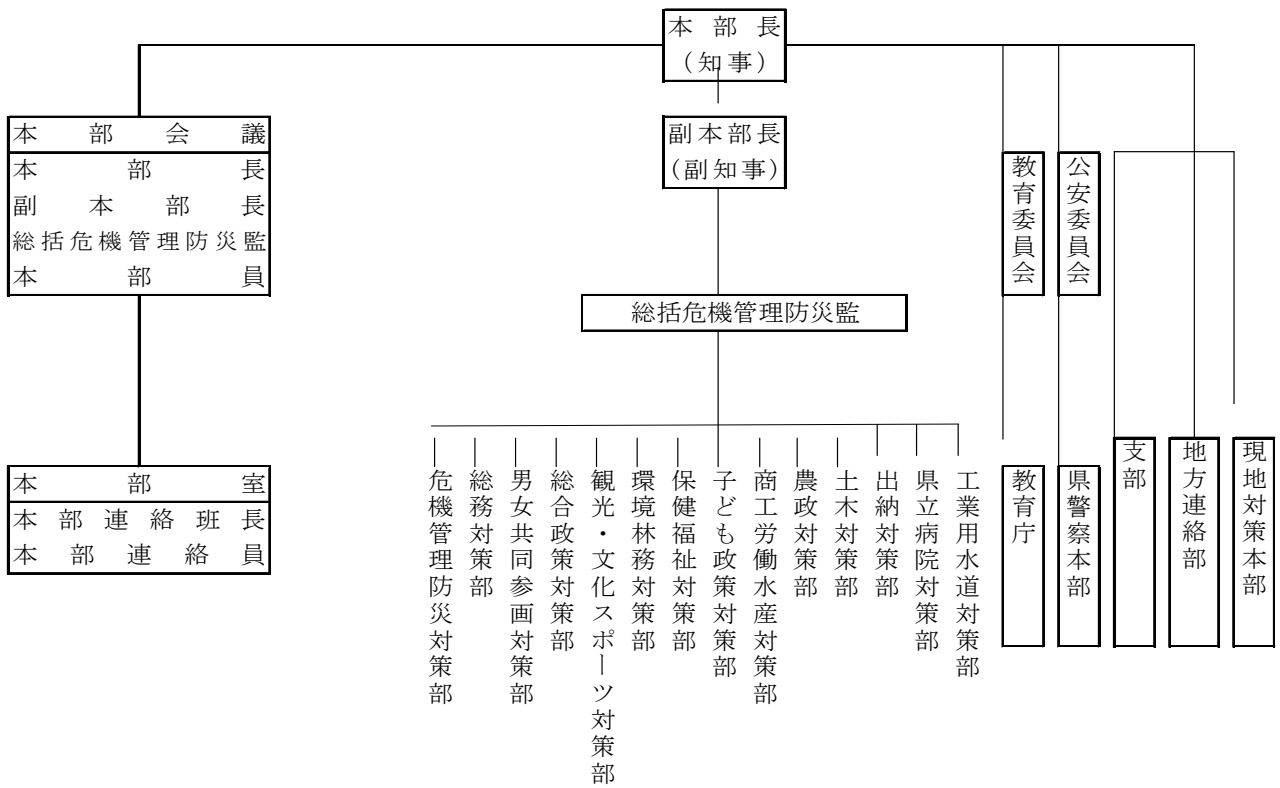 本部長
（知事）
本部会議
本部長
副本部長
総括危機管理防災監
本部員
副本部長
（副知事）
教育委員会
公安委員会
総括危機管理防災監
本部室
本部連絡班長
本部連絡員
危機管理防災対策部
総務対策部
男女共同参画対策部
総合政策対策部
観光・文化スポーツ対策部
環境林務対策部
保健福祉対策部
子ども政策対策部
商工労働水産対策部
農政対策部
土木対策部
出納対策部
県立病院対策部
工業用水道対策部
教育庁
県警察本部
支部
地方連絡部
現地対策本部